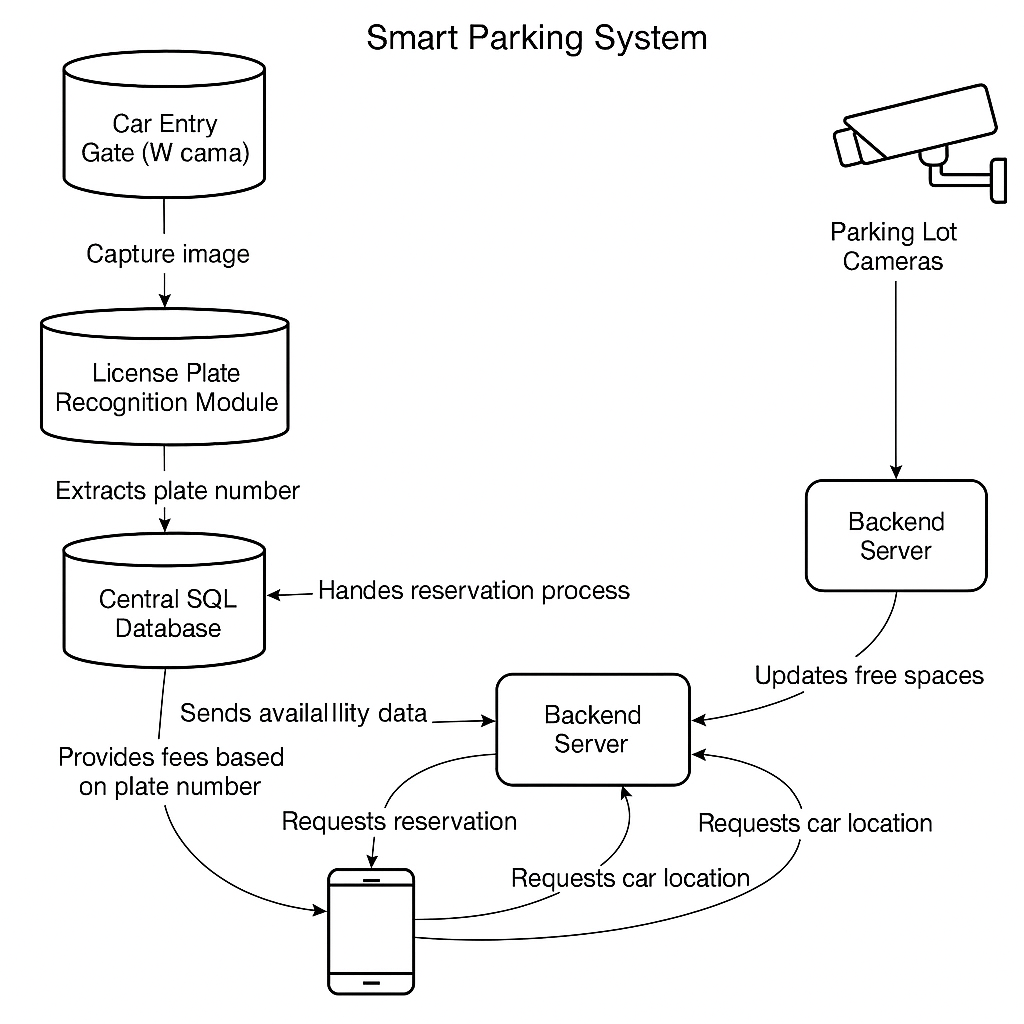 Smart Parking System
Car Entry
Gate (W cama)
Capture image
Parking Lot
Cameras
License Plate
Recognition Module
Extracts plate number
Backend
Server
Central SQL
Database
Handes reservation process
Updates free spaces
Sends availalllity data
Backend
Server
Provides fees based
on plate number
Requests reservation
Requests car location
Requests car location